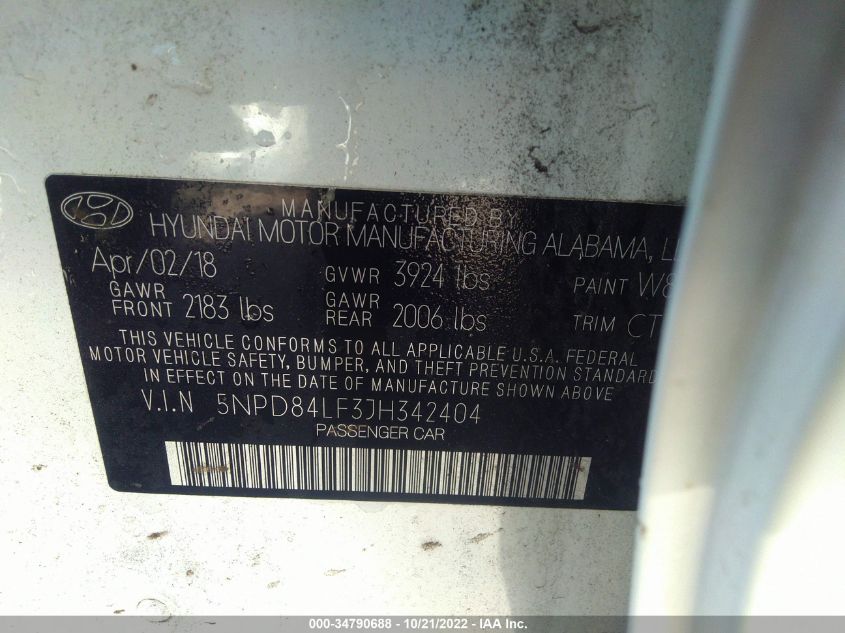 MANUFACTURED BY
HYUNDAI MOTOR MANUFACTURING ALABAMA,
Apr/02/18 GVWR 3924 lbs PAINT
GAWR FRONT 2183 lbs GAWR REAR 2006 lbs TRIM
THIS VEHICLE CONFORMS TO ALL APPLICABLE U.S.A. FEDERAL
MOTOR VEHICLE SAFETY, BUMPER, AND THEFT PREVENTION STANDARD
IN EFFECT ON THE DATE OF MANUFACTURE SHOWN ABOVE
V.I.N 5NPD84LF3JH342404
PASSENGER CAR
000-34790688 - 10/21/2022 - IAA Inc.